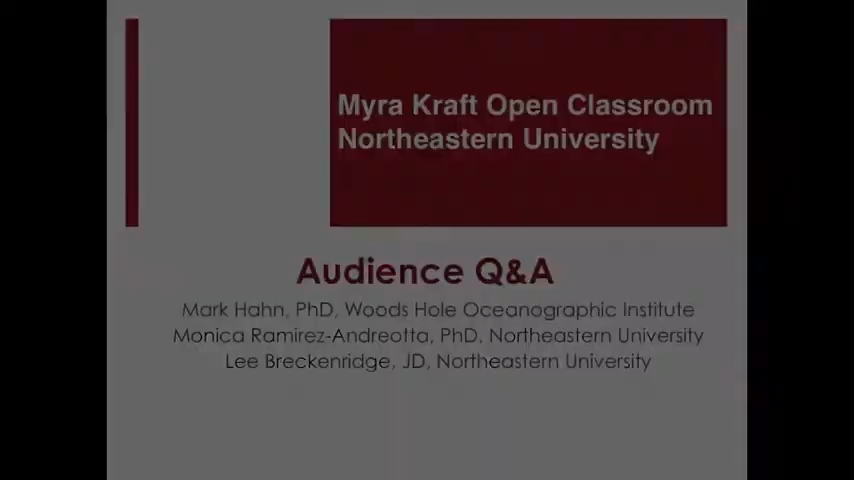 Myra Kraft Open Classroom
Northeastern University
Audience Q&A
Mark Hahn, PhD, Woods Hole Oceanographic Institute
Monica Ramirez-Andreotta, PhD, Northeastern University
Lee Breckenridge, JD, Northeastern University